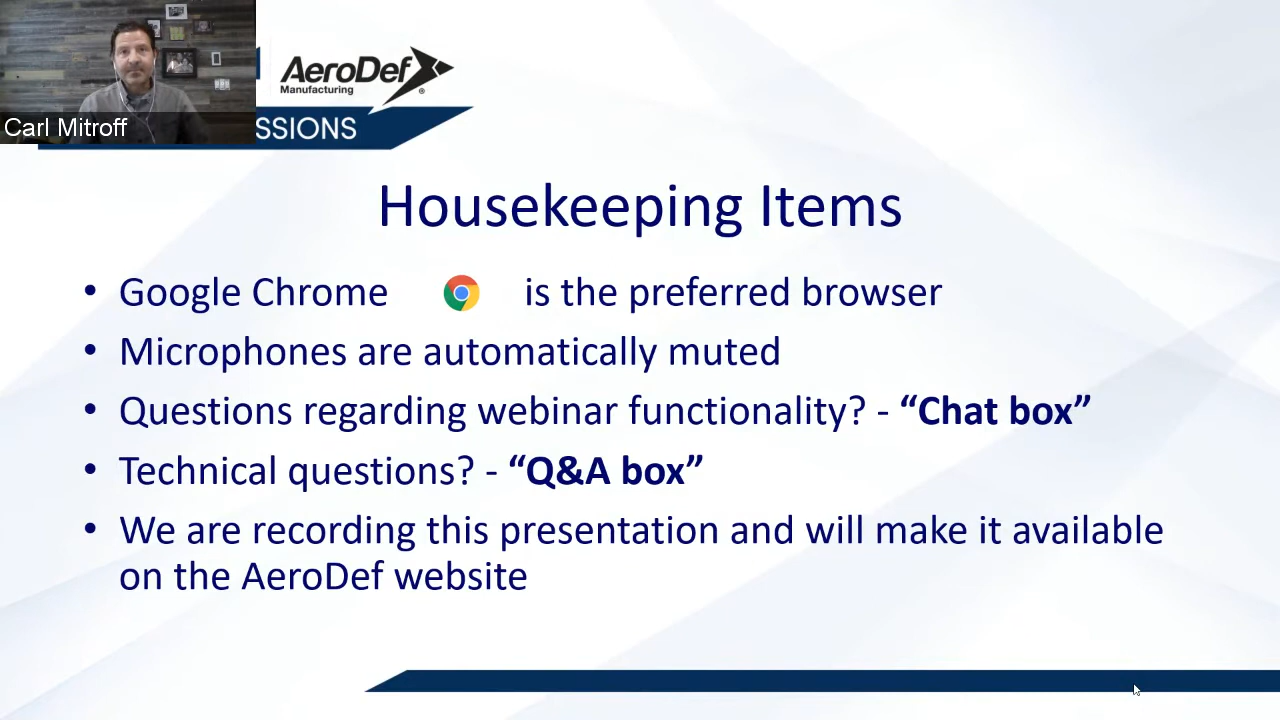 AeroDef
Manufacturing
®
SSIONS
Carl Mitroff
Housekeeping Items
• Google Chrome is the preferred browser
• Microphones are automatically muted
• Questions regarding webinar functionality? - “Chat box”
• Technical questions? - “Q&A box”
• We are recording this presentation and will make it available
on the AeroDef website